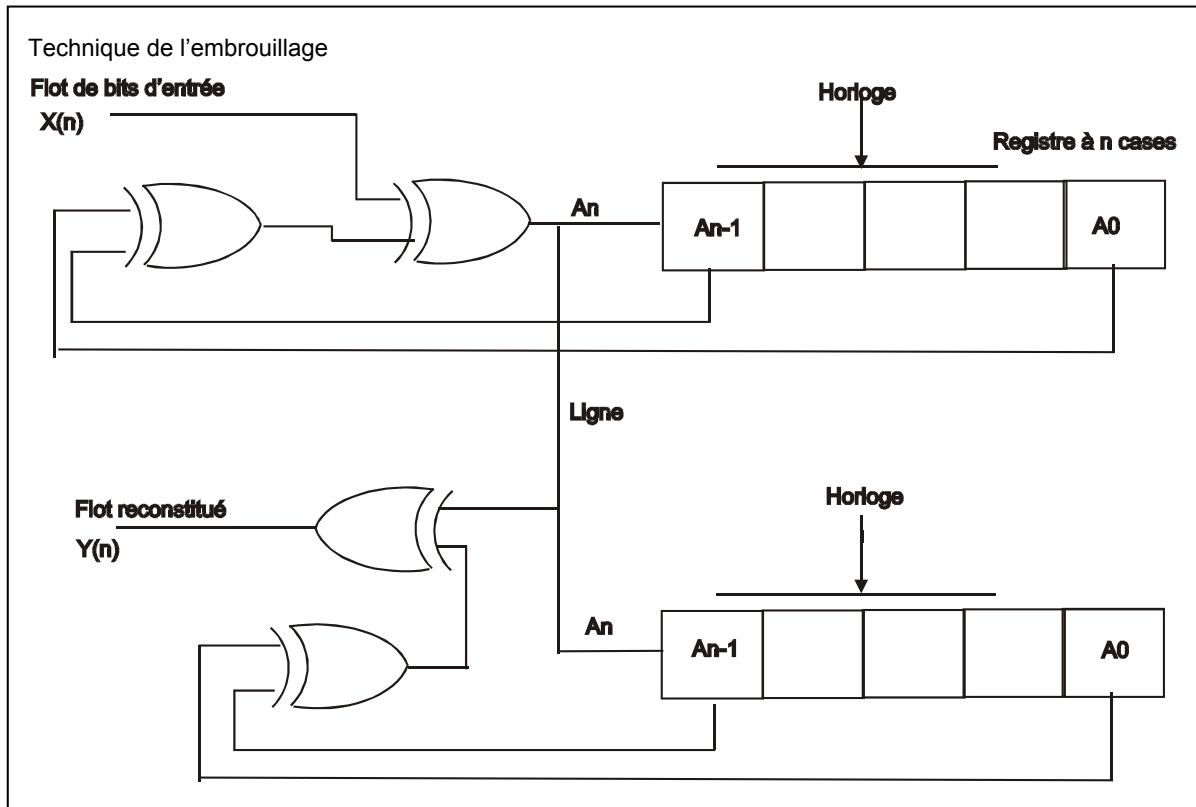 Technique de l'embrouillage
Flot de bits d'entrée
X(n)
Horloge
Registre à n cases
An
An-1
A0
Ligne
Flot reconstitué
Y(n)
Horloge
An
An-1
A0